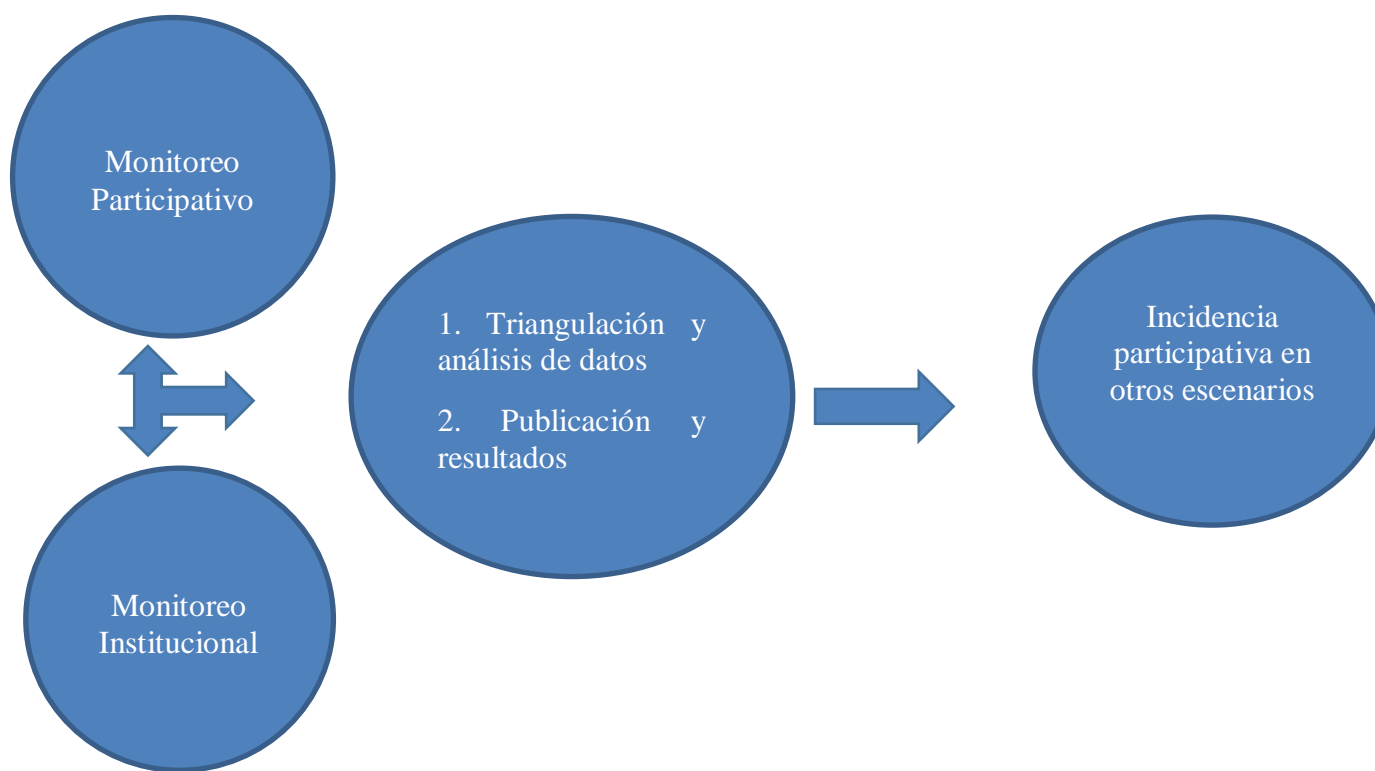 Monitoreo
Participativo
1. Triangulación y
análisis de datos
2. Publicación y
resultados
Incidencia
participativa en
otros escenarios
Monitoreo
Institucional